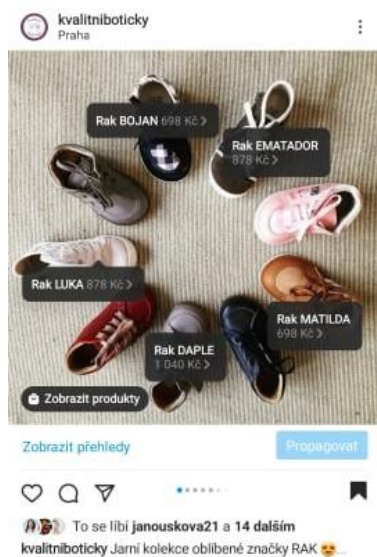 kvalitniboticky
Praha
Rak BOJAN 698 Kč >
Rak EMATADOR
878 Kč >
Rak LUKA 878 Kč >
Rak MATILDA
698 Kč >
Rak DAPLE
1 040 Kč >
Zobrazit produkty
Zobrazit přehledy
Propagovat
To se líbí janouskova21 a 14 dalším
kvalitniboticky Jarní kolekce oblíbené značky RAK 😍...